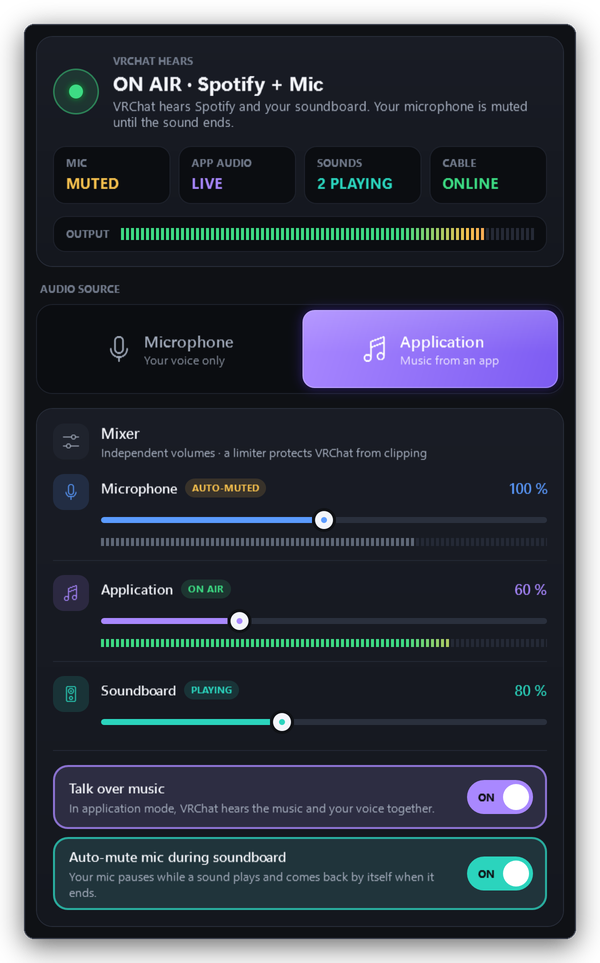 VRCHAT HEARS
ON AIR · Spotify + Mic
VRChat hears Spotify and your soundboard. Your microphone is muted
until the sound ends.
MIC
MUTED
APP AUDIO
LIVE
SOUNDS
2 PLAYING
CABLE
ONLINE
OUTPUT
AUDIO SOURCE
Microphone
Your voice only
Application
Music from an app
Mixer
Independent volumes · a limiter protects VRChat from clipping
Microphone AUTO-MUTED 100 %
Application ON AIR 60 %
Soundboard PLAYING 80 %
Talk over music
In application mode, VRChat hears the music and your voice together.
ON
Auto-mute mic during soundboard
Your mic pauses while a sound plays and comes back by itself when it
ends.
ON